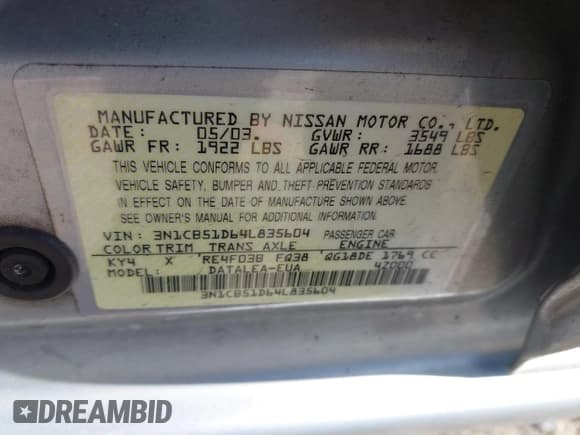 MANUFACTURED BY NISSAN MOTOR CO., LTD.
DATE: 05/03. GVWR: 3549 LBS
GAWR FR: 1922 LBS GAWR RR: 1688 LBS
THIS VEHICLE CONFORMS TO ALL APPLICABLE FEDERAL MOTOR
VEHICLE SAFETY, BUMPER AND THEFT PREVENTION STANDARDS
IN EFFECT ON THE DATE OF MANUFACTURE SHOWN ABOVE.
SEE OWNER'S MANUAL FOR ADDITIONAL INFORMATION.
VIN: 3N1CB51D64L835604 PASSENGER CAR
COLOR TRIM TRANS AXLE ENGINE
KY4 X RE4F03B FQ38 QG18DE 1769 CC
MODEL: DATALEA-EUA 42000
3N1CB51D64L835604
DREAMBID